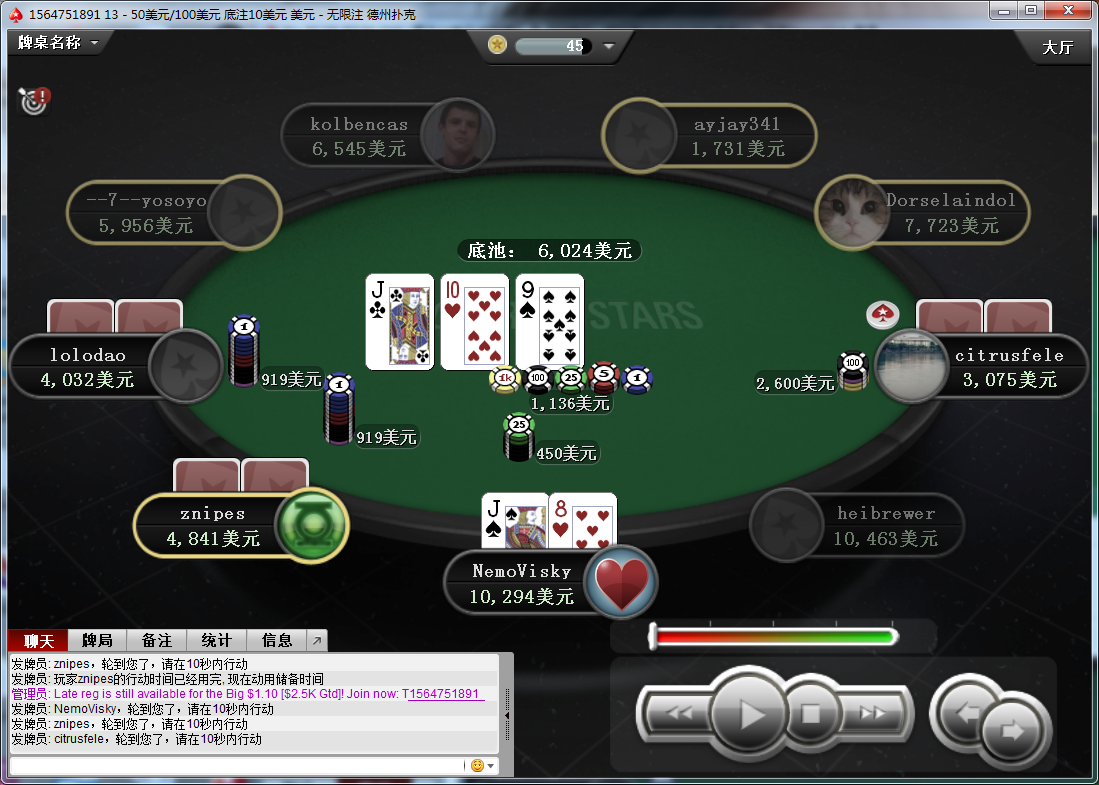 1564751891 13 - 50美元/100美元 底注10美元 美元 - 无限注 德州扑克
牌桌名称
45
大厅
kolbencas
6,545美元
ayjay341
1,731美元
--7--yosoyo
5,956美元
Dorselaindol
7,723美元
底池: 6,024美元
J
10
9
STARS
lolodao
4,032美元
1
919美元
1
919美元
1k
100
25
5
1
1,136美元
25
450美元
2,600美元
100
citrusfele
3,075美元
znipes
4,841美元
J
8
NemoVisky
10,294美元
heibrewer
10,463美元
聊天 牌局 备注 统计 信息
发牌员: znipes，轮到您了，请在10秒内行动
发牌员: 玩家znipes的行动时间已经用完, 现在动用储备时间
管理员: Late reg is still available for the Big $1.10 [$2.5K Gtd]! Join now: T1564751891
发牌员: NemoVisky，轮到您了，请在10秒内行动
发牌员: znipes，轮到您了，请在10秒内行动
发牌员: citrusfele，轮到您了，请在10秒内行动